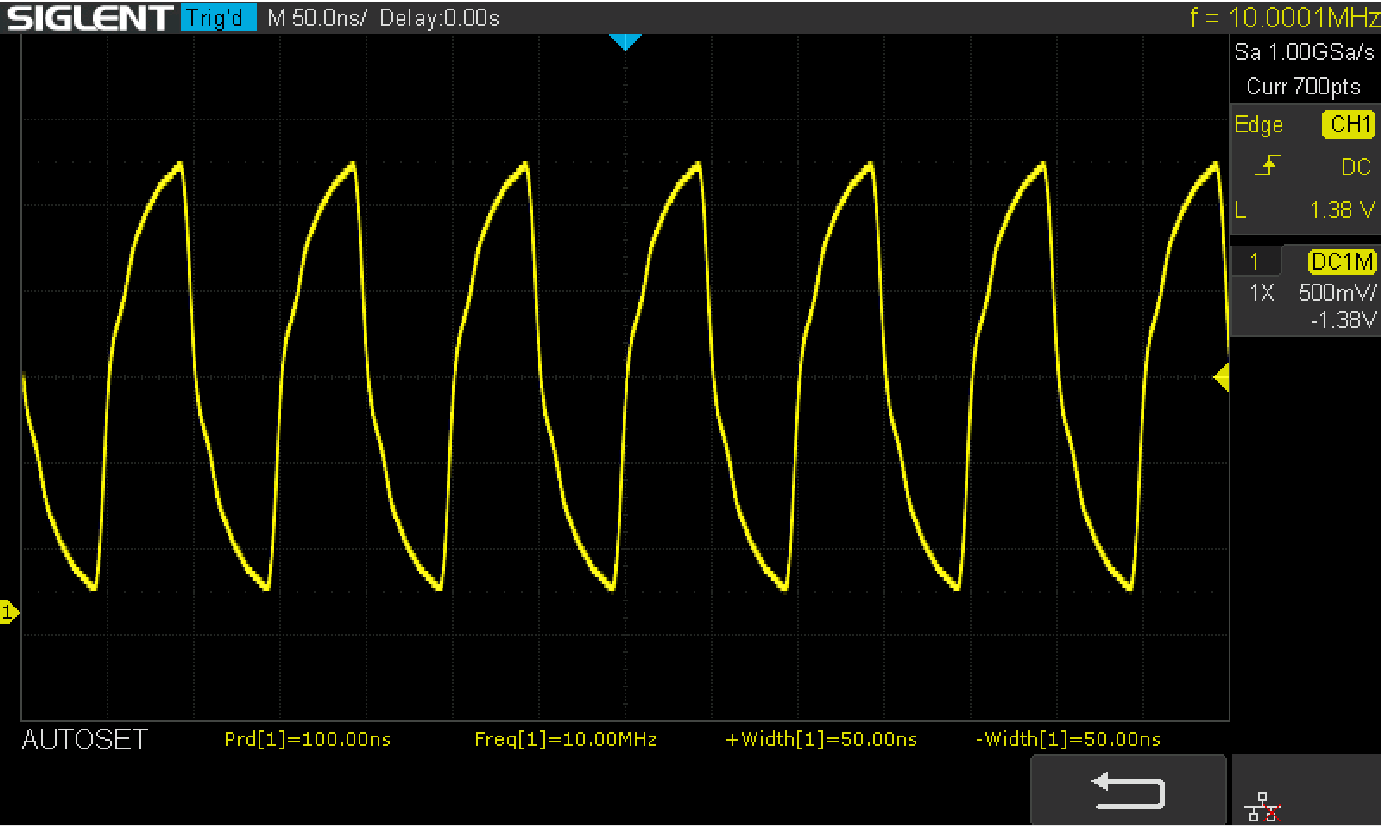 SIGLENT Trig'd M 50.0ns/ Delay:0.00s f = 10.0001MHz
Sa 1.00GSa/s
Curr 700pts
Edge CH1
DC
L 1.38 V
1 DC1M
1X 500mV/
-1.38V
1
AUTOSET Prd[1]=100.00ns Freq[1]=10.00MHz +Width[1]=50.00ns -Width[1]=50.00ns